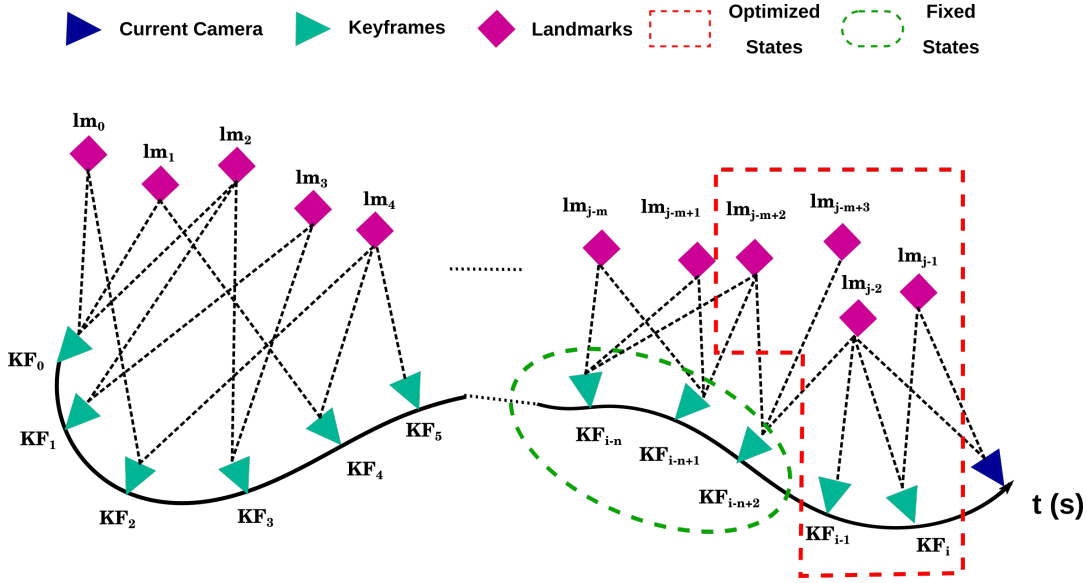 Current Camera
Keyframes
Landmarks
Optimized
States
Fixed
States
lm0
lm1
lm2
lm3
lm4
lmj-m
lmj-m+1
lmj-m+2
lmj-m+3
lmj-2
lmj-1
KF0
KF1
KF2
KF3
KF4
KF5
KFi-n
KFi-n+1
KFi-n+2
KFi-1
KFi
t (s)